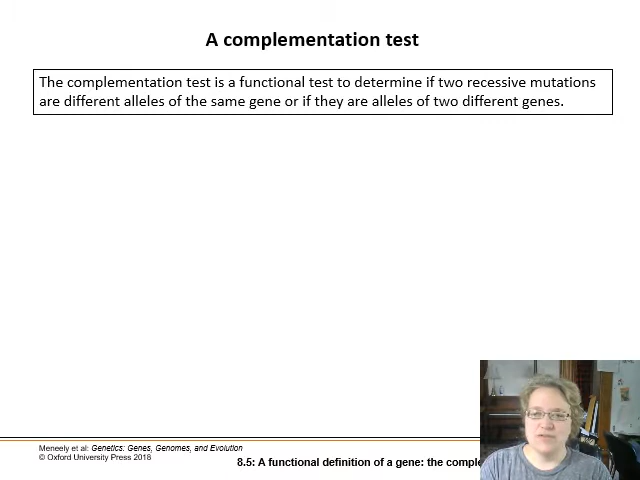 A complementation test
The complementation test is a functional test to determine if two recessive mutations
are different alleles of the same gene or if they are alleles of two different genes.
Meneely et al: Genetics: Genes, Genomes, and Evolution
© Oxford University Press 2018
8.5: A functional definition of a gene: the comple